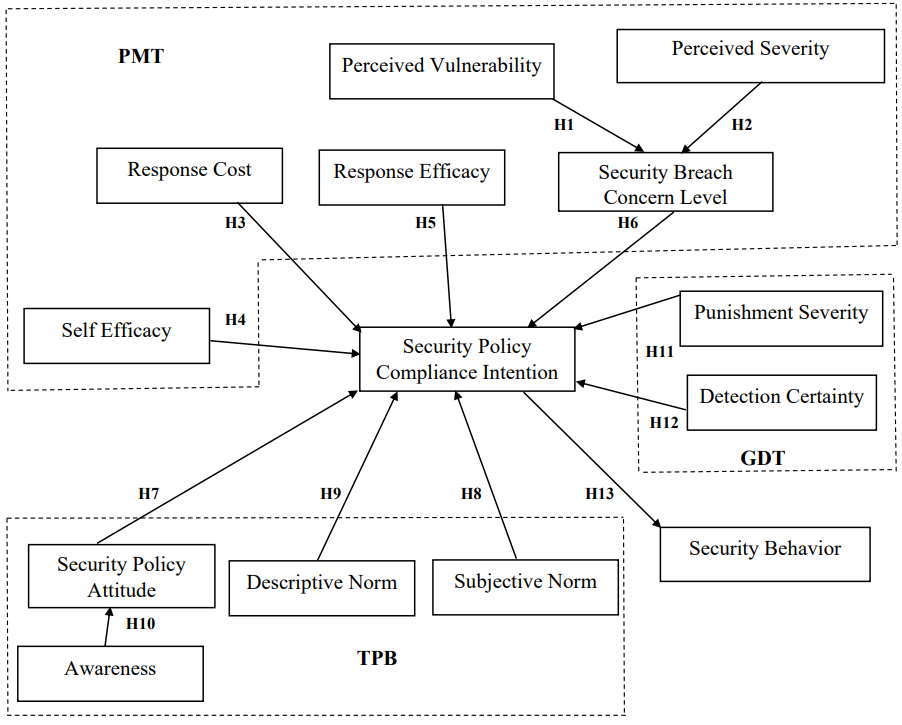 PMT
Perceived Vulnerability
Perceived Severity
H1
H2
Response Cost
Response Efficacy
Security Breach
Concern Level
H3
H5
H6
Self Efficacy
H4
Security Policy
Compliance Intention
Punishment Severity
H11
Detection Certainty
H12
GDT
H7
H9
H8
H13
Security Policy
Attitude
Descriptive Norm
Subjective Norm
Security Behavior
H10
Awareness
TPB